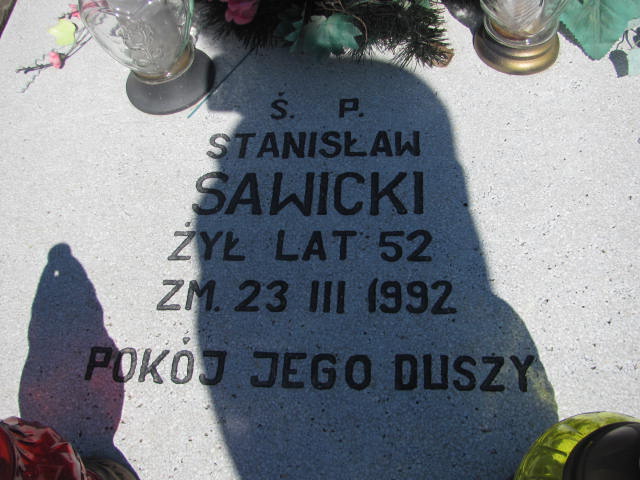 Ś. P.
STANISŁAW
SAWICKI
ŻYŁ LAT 52
ZM. 23 III 1992
POKÓJ JEGO DUSZY